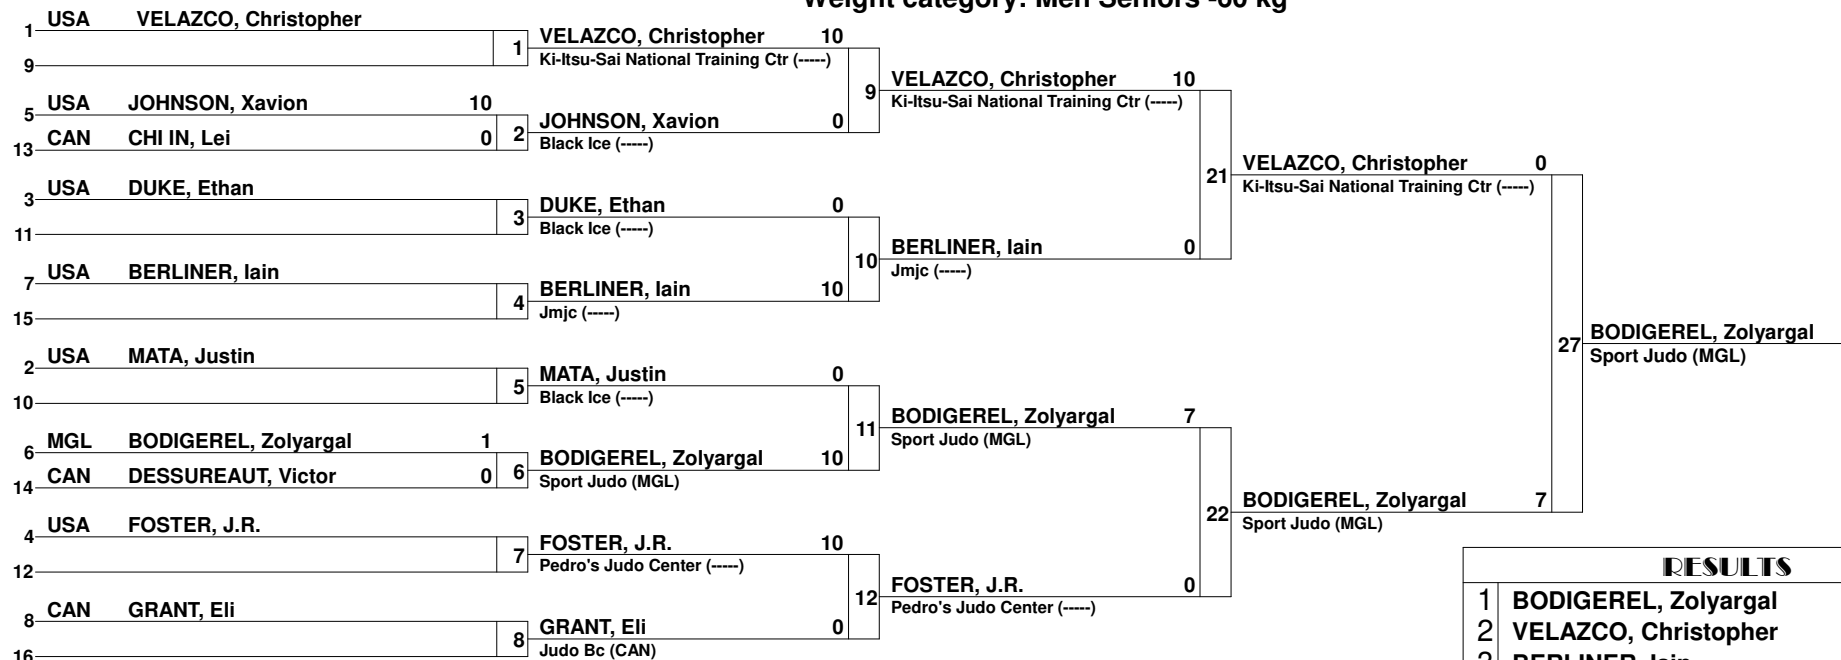 Weight category: Men Seniors -60 kg
1 USA VELAZCO, Christopher
9
1 VELAZCO, Christopher 10
Ki-Itsu-Sai National Training Ctr (-----)
5 USA JOHNSON, Xavion 10
13 CAN CHI IN, Lei 0
2 JOHNSON, Xavion 0
Black Ice (-----)
9 VELAZCO, Christopher 10
Ki-Itsu-Sai National Training Ctr (-----)
3 USA DUKE, Ethan
11
3 DUKE, Ethan 0
Black Ice (-----)
7 USA BERLINER, Iain
15
4 BERLINER, Iain 10
Jmjc (-----)
10 BERLINER, Iain 0
Jmjc (-----)
21 VELAZCO, Christopher 0
Ki-Itsu-Sai National Training Ctr (-----)
2 USA MATA, Justin
10
5 MATA, Justin 0
Black Ice (-----)
6 MGL BODIGEREL, Zolyargal 1
14 CAN DESSUREAUT, Victor 0
6 BODIGEREL, Zolyargal 10
Sport Judo (MGL)
11 BODIGEREL, Zolyargal 7
Sport Judo (MGL)
4 USA FOSTER, J.R.
12
7 FOSTER, J.R. 10
Pedro's Judo Center (-----)
8 CAN GRANT, Eli
16
8 GRANT, Eli 0
Judo Bc (CAN)
12 FOSTER, J.R. 0
Pedro's Judo Center (-----)
22 BODIGEREL, Zolyargal 7
Sport Judo (MGL)
27 BODIGEREL, Zolyargal
Sport Judo (MGL)
RESULTS
1 BODIGEREL, Zolyargal
2 VELAZCO, Christopher
3 BERLINER, Iain